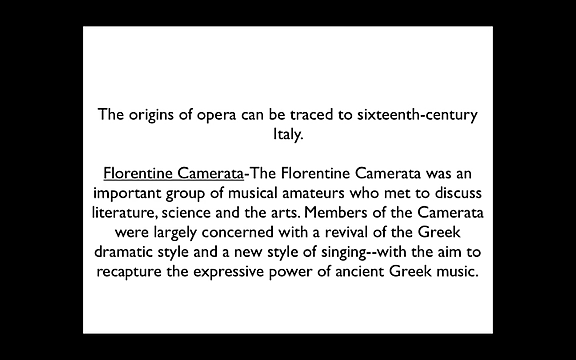 The origins of opera can be traced to sixteenth-century
Italy.
Florentine Camerata-The Florentine Camerata was an
important group of musical amateurs who met to discuss
literature, science and the arts. Members of the Camerata
were largely concerned with a revival of the Greek
dramatic style and a new style of singing--with the aim to
recapture the expressive power of ancient Greek music.